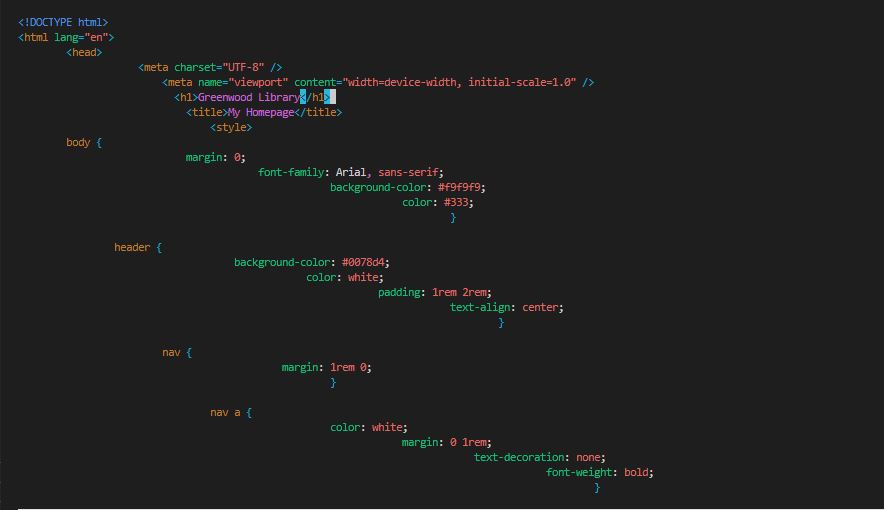 <!DOCTYPE html>
<html lang="en">
<head>
<meta charset="UTF-8" />
<meta name="viewport" content="width=device-width, initial-scale=1.0" />
<h1>Greenwood Library</h1>
<title>My Homepage</title>
<style>
body {
margin: 0;
font-family: Arial, sans-serif;
background-color: #f9f9f9;
color: #333;
}
header {
background-color: #0078d4;
color: white;
padding: 1rem 2rem;
text-align: center;
}
nav {
margin: 1rem 0;
}
nav a {
color: white;
margin: 0 1rem;
text-decoration: none;
font-weight: bold;
}